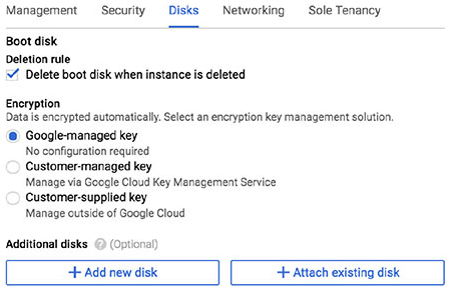 Management Security Disks Networking Sole Tenancy
Boot disk
Deletion rule
Delete boot disk when instance is deleted
Encryption
Data is encrypted automatically. Select an encryption key management solution.
Google-managed key
No configuration required
Customer-managed key
Manage via Google Cloud Key Management Service
Customer-supplied key
Manage outside of Google Cloud
Additional disks ? (Optional)
+ Add new disk + Attach existing disk